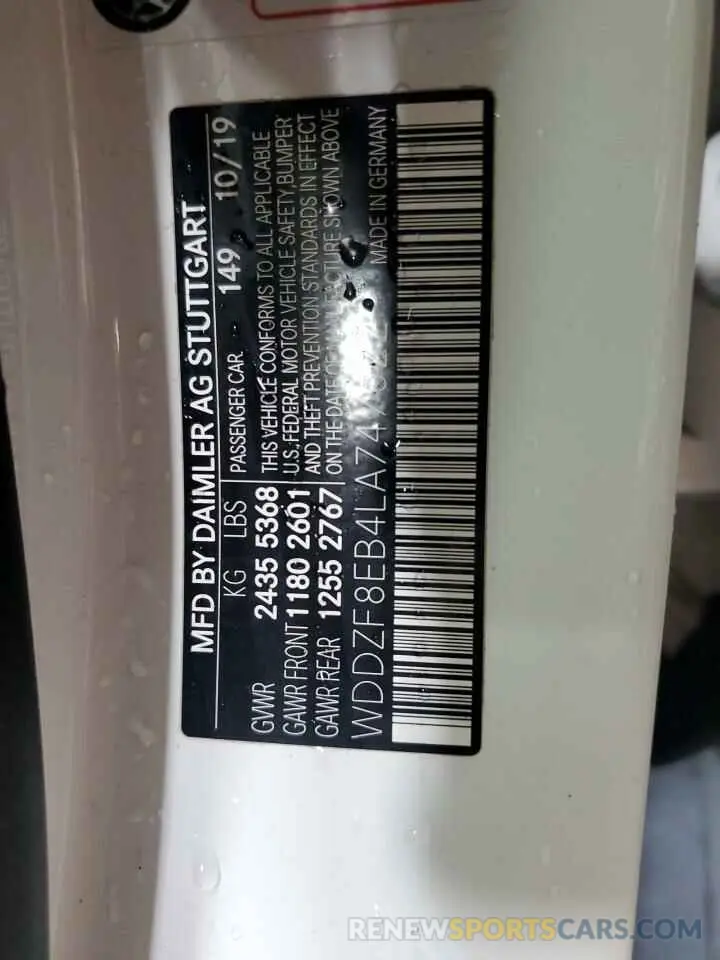 MFD BY DAIMLER AG STUTTGART
KG LBS PASSENGER CAR 149 10/19
GVWR 2435 5368 THIS VEHICLE CONFORMS TO ALL APPLICABLE
GAWR FRONT 1180 2601 U.S. FEDERAL MOTOR VEHICLE SAFETY, BUMPER
GAWR REAR 1255 2767 AND THEFT PREVENTION STANDARDS IN EFFECT
ON THE DATE OF MANUFACTURE SHOWN ABOVE
MADE IN GERMANY
RENEWSPORTSCARS.COM